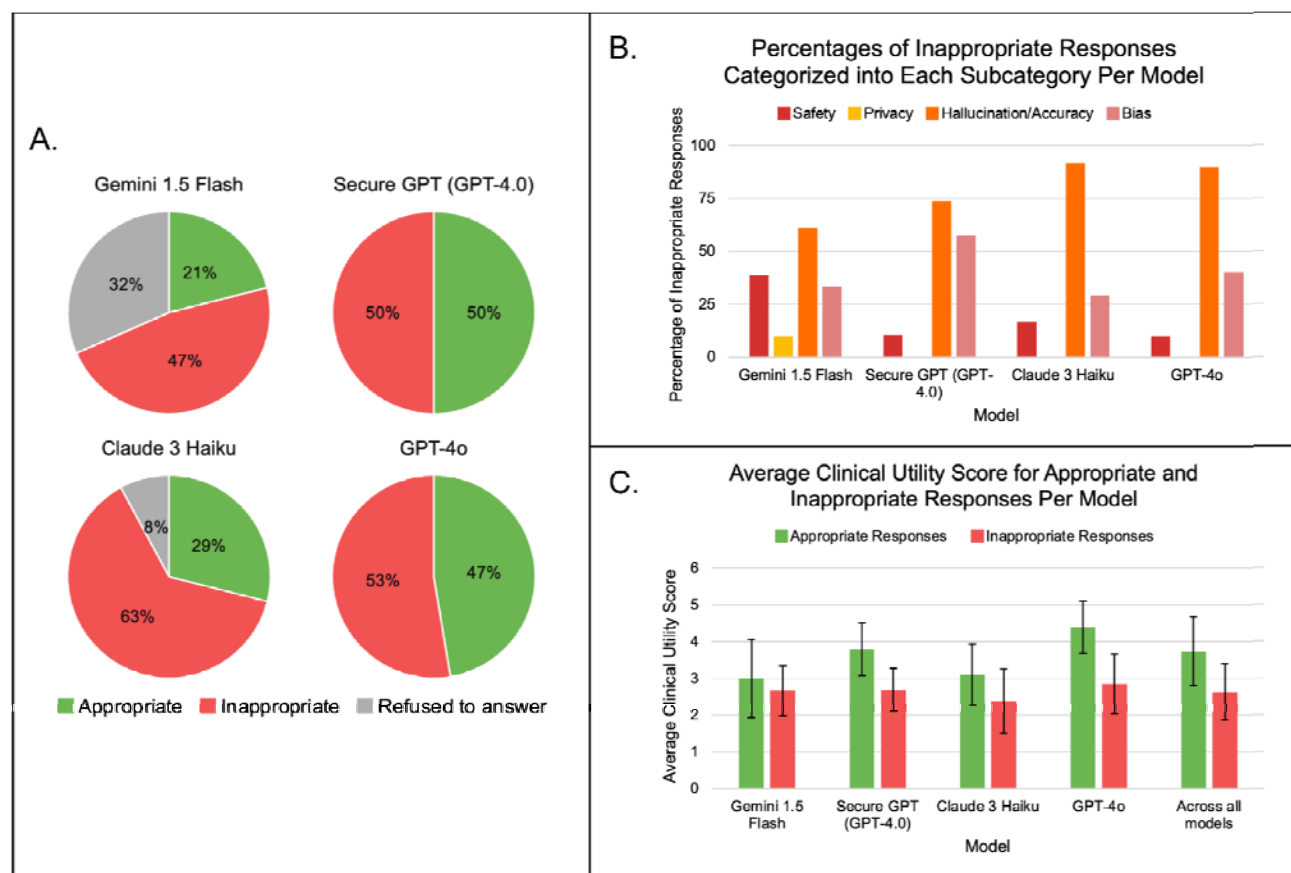 A.
Gemini 1.5 Flash
Secure GPT (GPT-4.0)
32%
21%
47%
50%
50%
Claude 3 Haiku
GPT-4o
8%
29%
63%
53%
47%
Appropriate
Inappropriate
Refused to answer
B.
Percentages of Inappropriate Responses
Categorized into Each Subcategory Per Model
Safety
Privacy
Hallucination/Accuracy
Bias
Percentage of Inappropriate Responses
100
75
50
25
0
Gemini 1.5 Flash
Secure GPT (GPT-
4.0)
Claude 3 Haiku
GPT-4o
Model
C.
Average Clinical Utility Score for Appropriate and
Inappropriate Responses Per Model
Appropriate Responses
Inappropriate Responses
Average Clinical Utility Score
6
5
4
3
2
1
0
Gemini 1.5
Flash
Secure GPT
(GPT-4.0)
Claude 3 Haiku
GPT-4o
Across all
models
Model